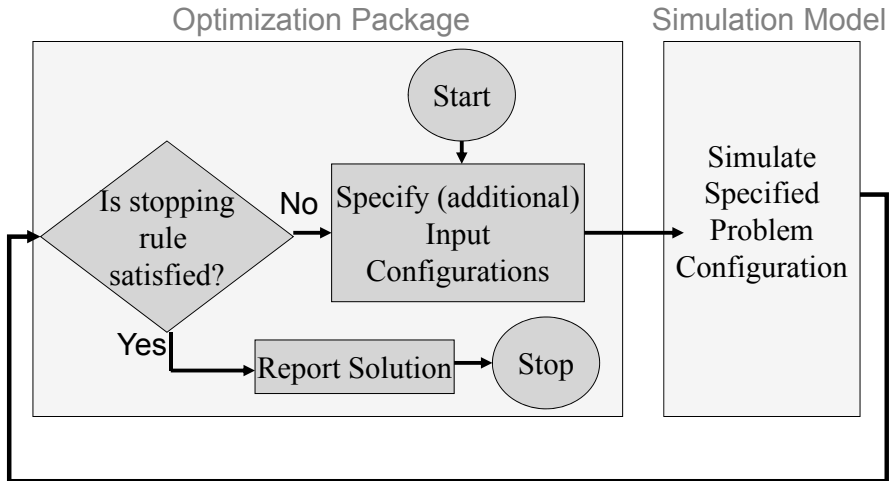 Optimization Package
Simulation Model
Start
Is stopping
rule
satisfied?
No
Specify (additional)
Input
Configurations
Simulate
Specified
Problem
Configuration
Yes
Report Solution
Stop